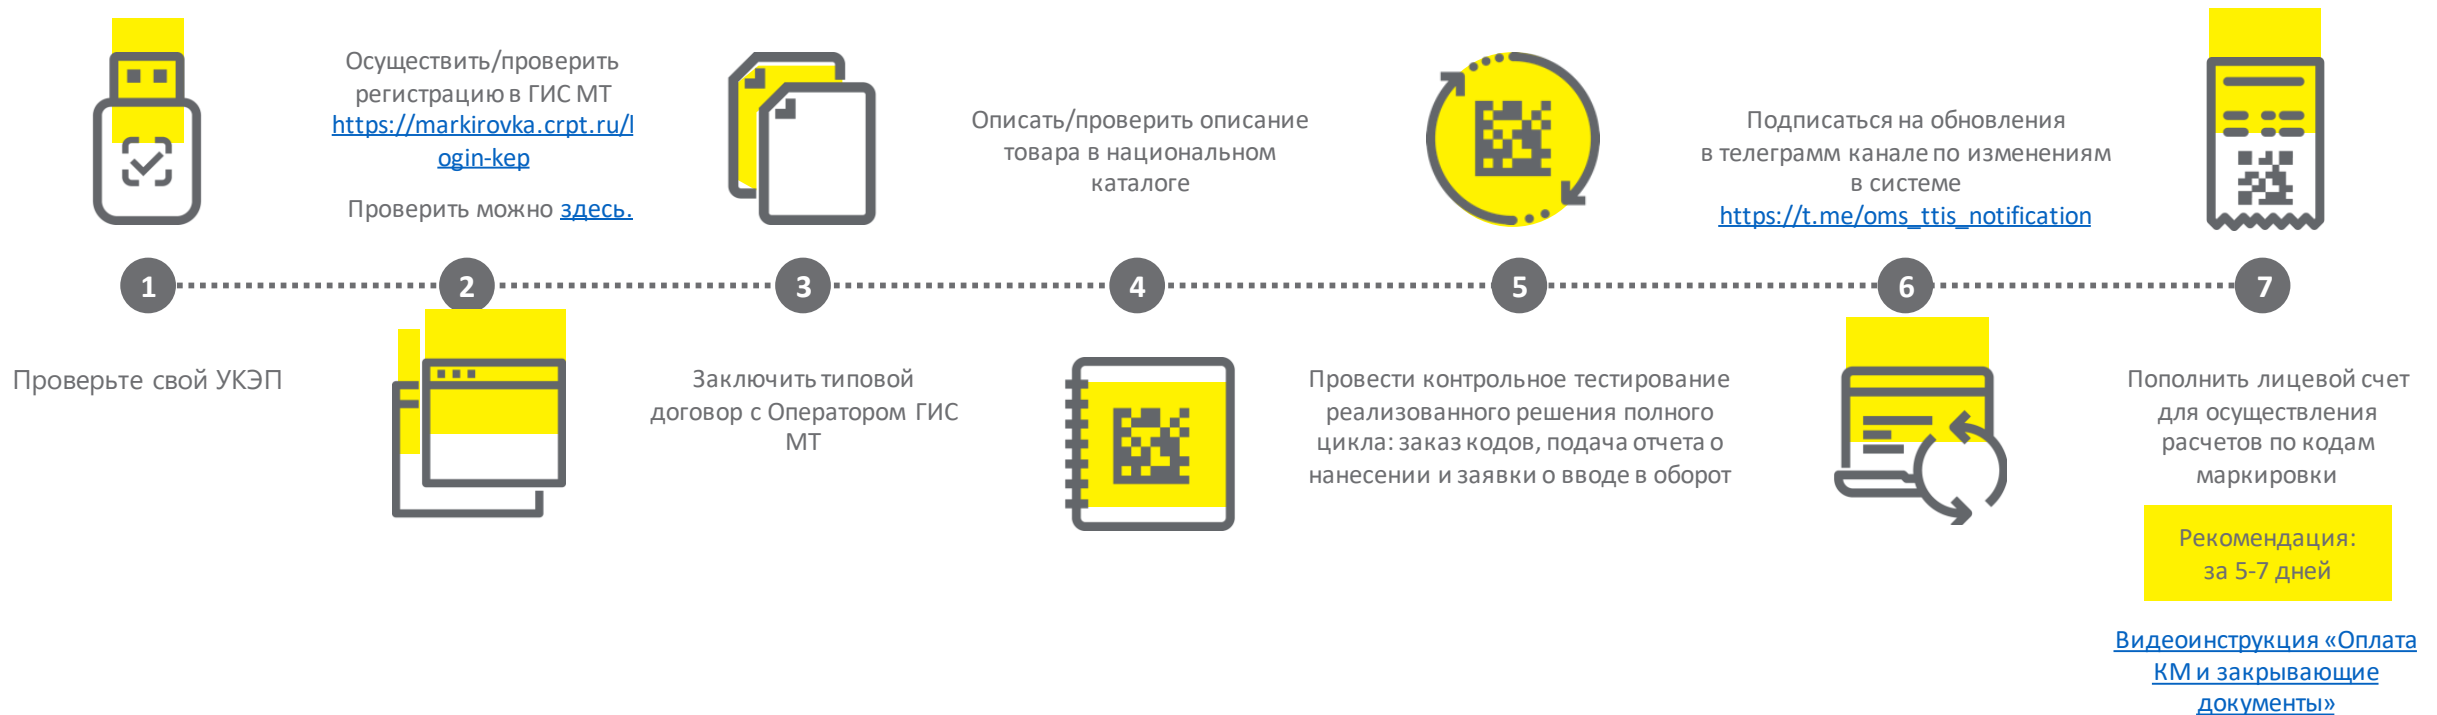 1
Проверьте свой УКЭП
Осуществить/проверить
регистрацию в ГИС МТ
https://markirovka.crpt.ru/l
ogin-kep
Проверить можно здесь.
2
3
Заключить типовой
договор с Оператором ГИС
МТ
Описать/проверить описание
товара в национальном
каталоге
4
5
Провести контрольное тестирование
реализованного решения полного
цикла: заказ кодов, подача отчета о
нанесении и заявки о вводе в оборот
Подписаться на обновления
в телеграмм канале по изменениям
в системе
https://t.me/oms_ttis_notification
6
7
Пополнить лицевой счет
для осуществления
расчетов по кодам
маркировки
Рекомендация:
за 5-7 дней
Видеоинструкция «Оплата
КМ и закрывающие
документы»